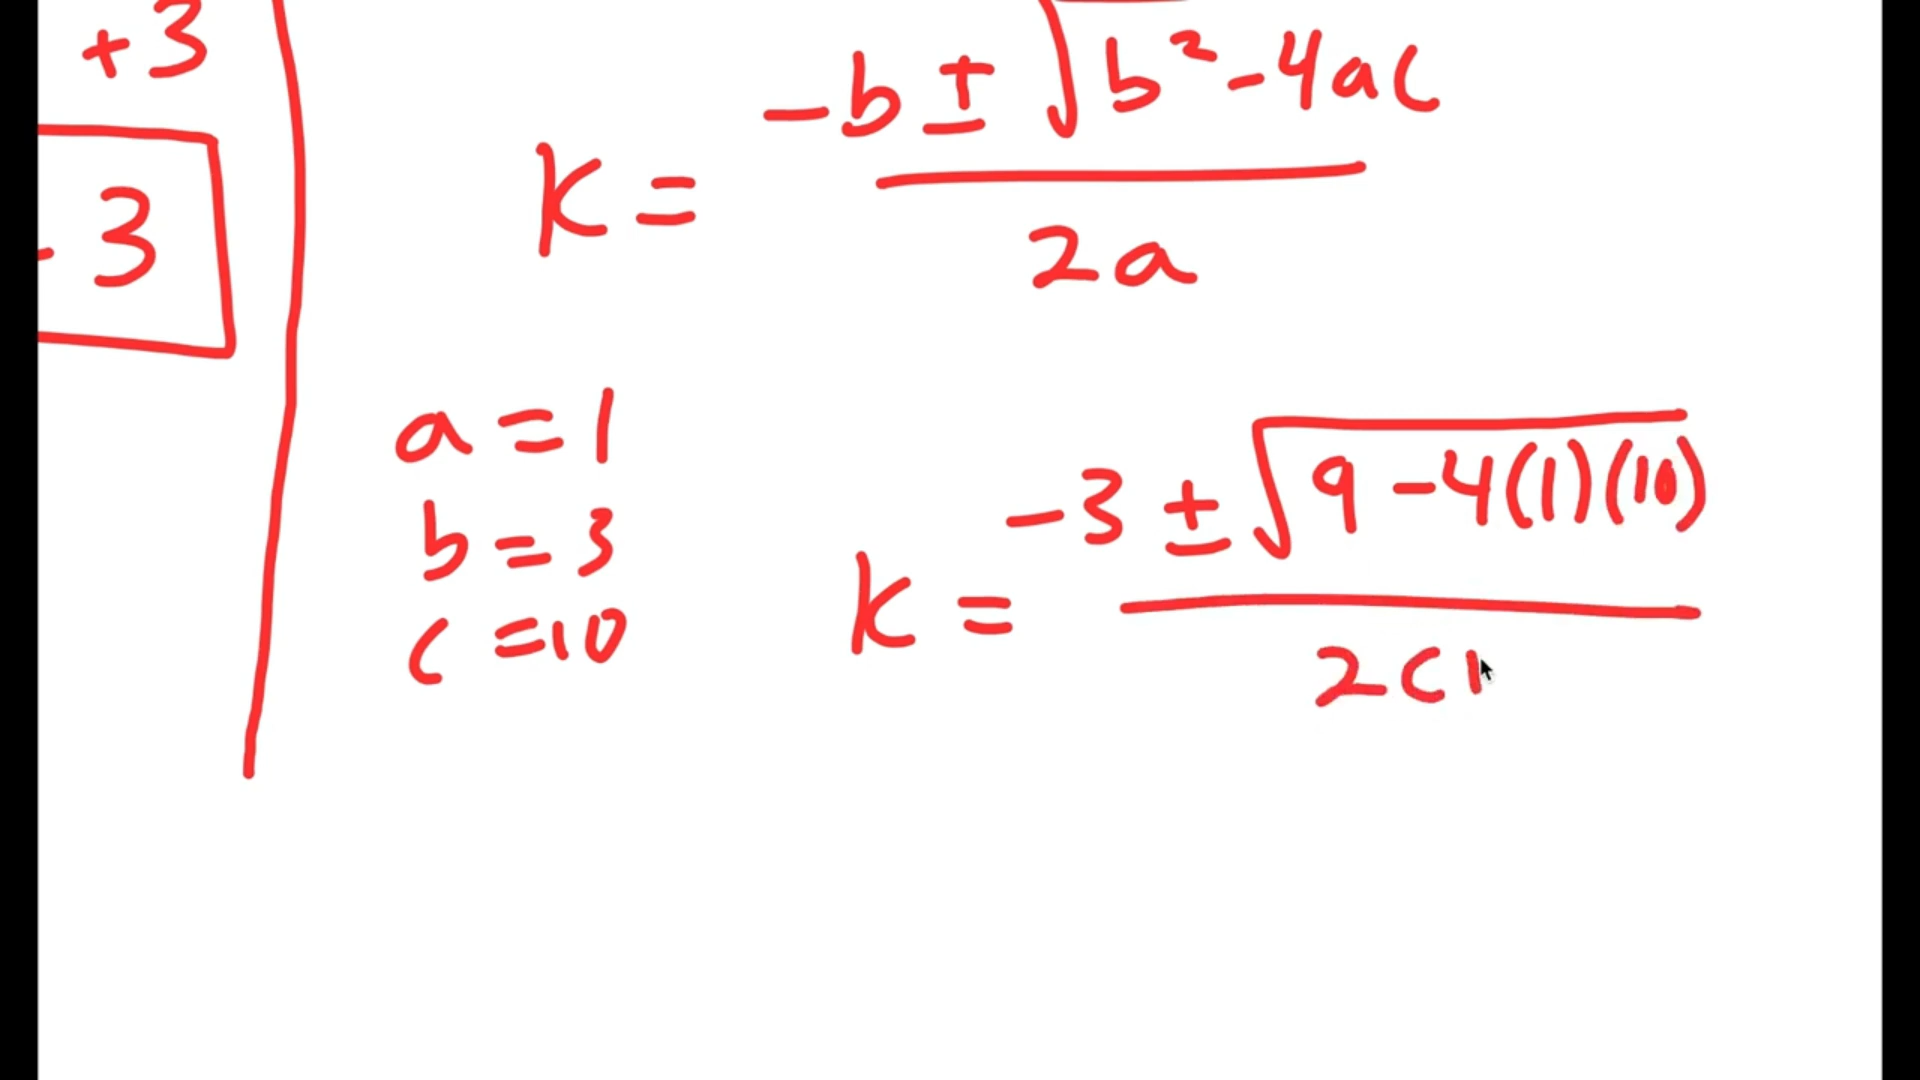 +3
- 3
k = (-b ± √(b² - 4ac)) / 2a
a = 1
b = 3
c = 10
k = (-3 ± √(9 - 4(1)(10))) / 2(1